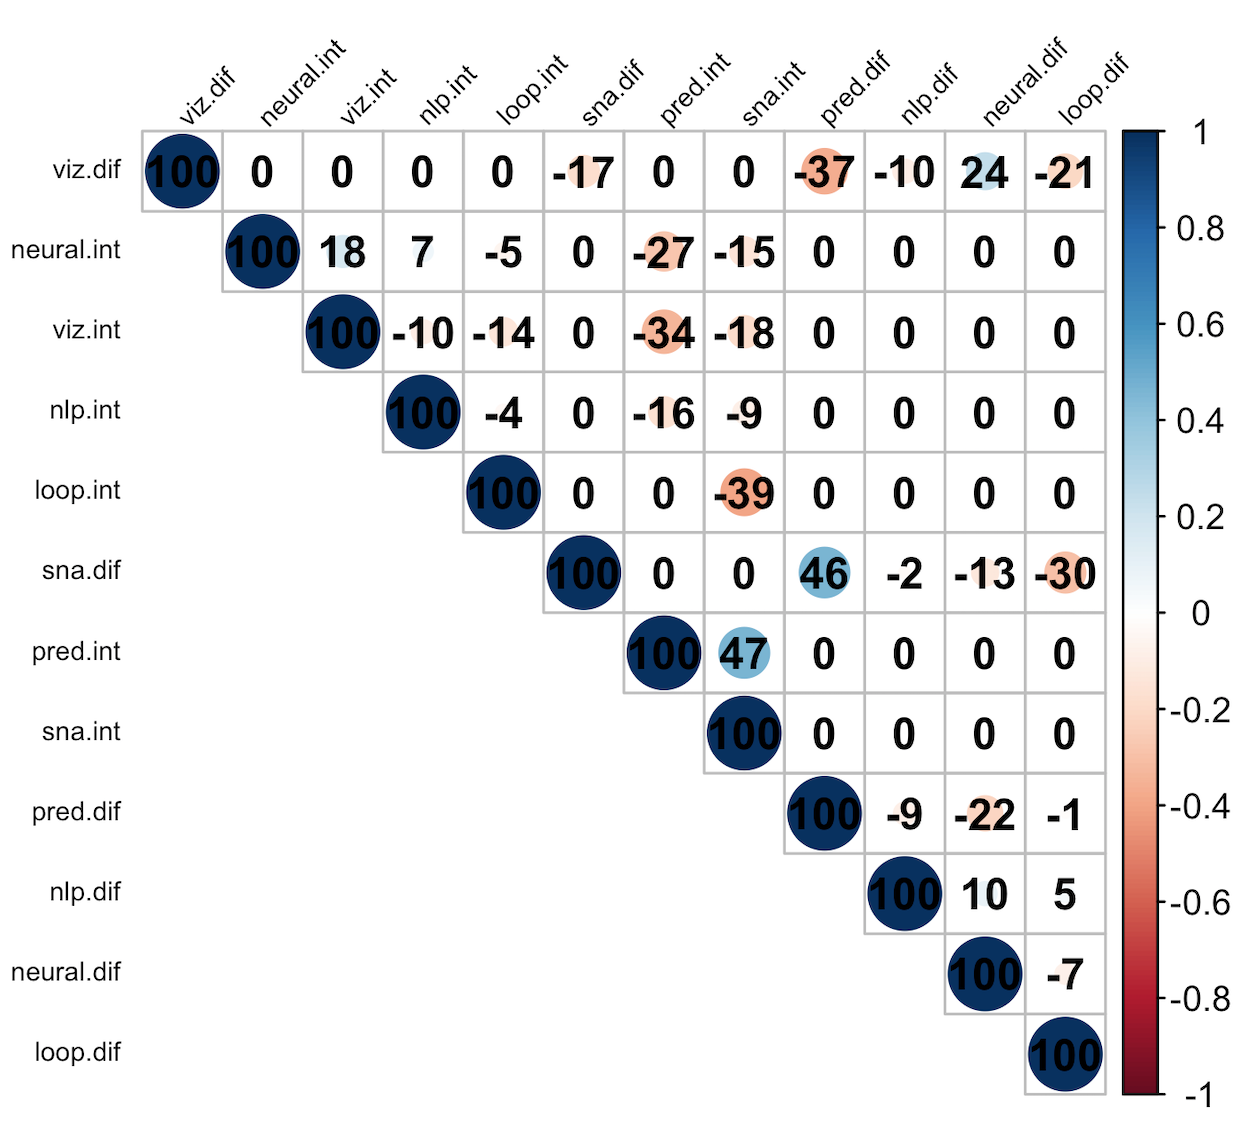 viz.dif neural.int viz.int nlp.int loop.int sna.dif pred.int sna.int pred.dif nlp.dif neural.dif loop.dif
viz.dif 100 0 0 0 0 -17 0 0 -37 -10 24 -21
neural.int 100 18 7 -5 0 -27 -15 0 0 0 0
viz.int 100 -10 -14 0 -34 -18 0 0 0 0
nlp.int 100 -4 0 -16 -9 0 0 0 0
loop.int 100 0 0 -39 0 0 0 0
sna.dif 100 0 0 46 -2 -13 -30
pred.int 100 47 0 0 0 0
sna.int 100 0 0 0 0
pred.dif 100 -9 -22 -1
nlp.dif 100 10 5
neural.dif 100 -7
loop.dif 100
1
0.8
0.6
0.4
0.2
0
-0.2
-0.4
-0.6
-0.8
-1